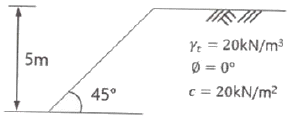 5m
45°
γt = 20kN/m³
Ø = 0°
c = 20kN/m²